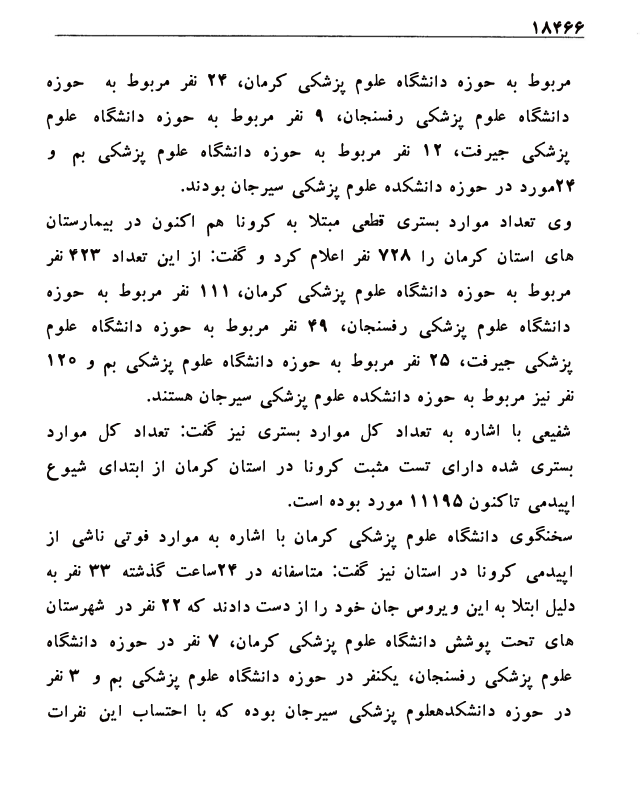 ۱۸۴۶۶
مربوط به حوزه دانشگاه علوم پزشکی کرمان، ۲۴ نفر مربوط به حوزه
دانشگاه علوم پزشکی رفسنجان، ۹ نفر مربوط به حوزه دانشگاه علوم
پزشکی جیرفت، ۱۲ نفر مربوط به حوزه دانشگاه علوم پزشکی بم و
۲۴مورد در حوزه دانشکده علوم پزشکی سیرجان بودند.
وی تعداد موارد بستری قطعی مبتلا به کرونا هم اکنون در بیمارستان
های استان کرمان را ۷۲۸ نفر اعلام کرد و گفت: از این تعداد ۴۲۳ نفر
مربوط به حوزه دانشگاه علوم پزشکی کرمان، ۱۱۱ نفر مربوط به حوزه
دانشگاه علوم پزشکی رفسنجان، ۴۹ نفر مربوط به حوزه دانشگاه علوم
پزشکی جیرفت، ۲۵ نفر مربوط به حوزه دانشگاه علوم پزشکی بم و ۱۲۰
نفر نیز مربوط به حوزه دانشکده علوم پزشکی سیرجان هستند.
شفیعی با اشاره به تعداد کل موارد بستری نیز گفت: تعداد کل موارد
بستری شده دارای تست مثبت کرونا در استان کرمان از ابتدای شیوع
اپیدمی تاکنون ۱۱۱۹۵ مورد بوده است.
سخنگوی دانشگاه علوم پزشکی کرمان با اشاره به موارد فوتی ناشی از
اپیدمی کرونا در استان نیز گفت: متاسفانه در ۲۴ساعت گذشته ۳۳ نفر به
دلیل ابتلا به این ویروس جان خود را از دست دادند که ۲۲ نفر در شهرستان
های تحت پوشش دانشگاه علوم پزشکی کرمان، ۷ نفر در حوزه دانشگاه
علوم پزشکی رفسنجان، یکنفر در حوزه دانشگاه علوم پزشکی بم و ۳ نفر
در حوزه دانشکدهعلوم پزشکی سیرجان بوده که با احتساب این نفرات